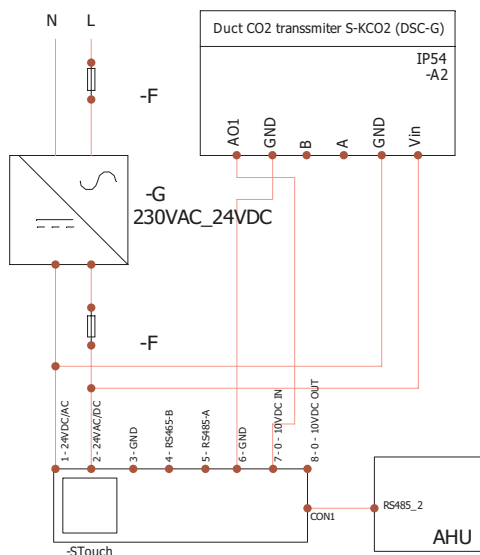 N
L
Duct CO2 transsmiter S-KCO2 (DSC-G)
IP54
-A2
-F
AO1
GND
B
A
GND
Vin
-G
230VAC_24VDC
-F
1 - 24VDC/AC
2 - 24VAC/DC
3 - GND
4 - RS465-B
5 - RS485-A
6 - GND
7 - 0 - 10VDC IN
8 - 0 - 10VDC OUT
CON1
RS485_2
AHU
-STouch